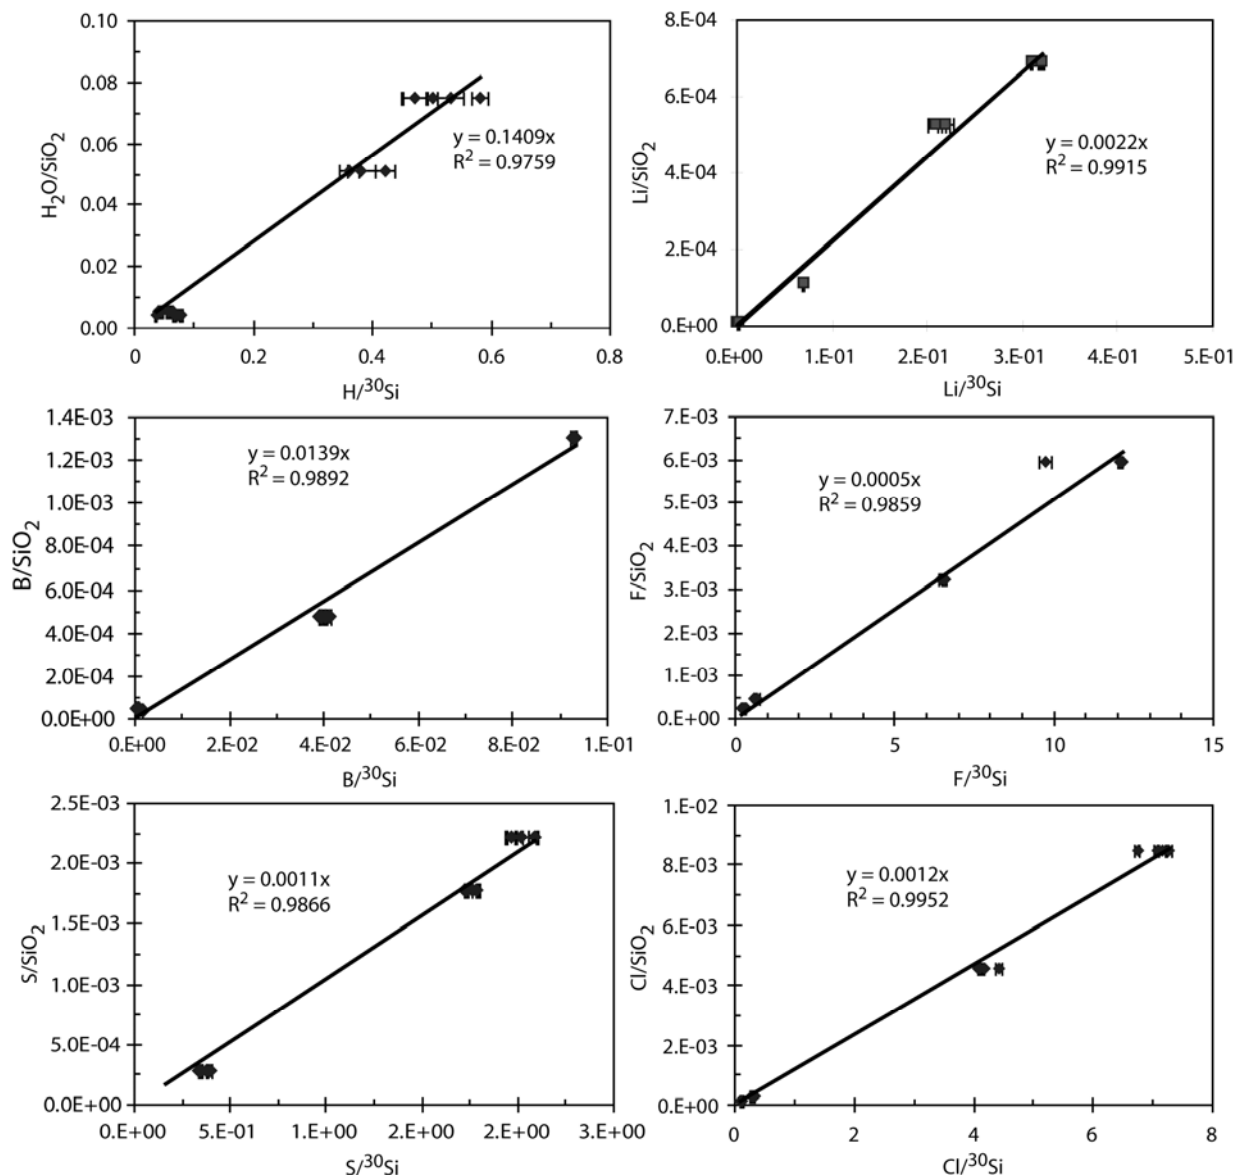 0.10
0.08
0.06
0.04
0.02
0.00
H₂O/SiO₂
y = 0.1409x
R² = 0.9759
0
0.2
0.4
0.6
0.8
H/³⁰Si
8.E-04
6.E-04
4.E-04
2.E-04
0.E+00
Li/SiO₂
y = 0.0022x
R² = 0.9915
0.E+00
1.E-01
2.E-01
3.E-01
4.E-01
5.E-01
Li/³⁰Si
1.4E-03
1.2E-03
1.0E-03
8.0E-04
6.0E-04
4.0E-04
2.0E-04
0.0E+00
B/SiO₂
y = 0.0139x
R² = 0.9892
0.E+00
2.E-02
4.E-02
6.E-02
8.E-02
1.E-01
B/³⁰Si
7.E-03
6.E-03
5.E-03
4.E-03
3.E-03
2.E-03
1.E-03
0.E+00
F/SiO₂
y = 0.0005x
R² = 0.9859
0
5
10
15
F/³⁰Si
2.5E-03
2.0E-03
1.5E-03
1.0E-03
5.0E-04
0.0E+00
S/SiO₂
y = 0.0011x
R² = 0.9866
0.E+00
5.E-01
1.E+00
2.E+00
2.E+00
3.E+00
S/³⁰Si
1.E-02
8.E-03
6.E-03
4.E-03
2.E-03
0.E+00
Cl/SiO₂
y = 0.0012x
R² = 0.9952
0
2
4
6
8
Cl/³⁰Si